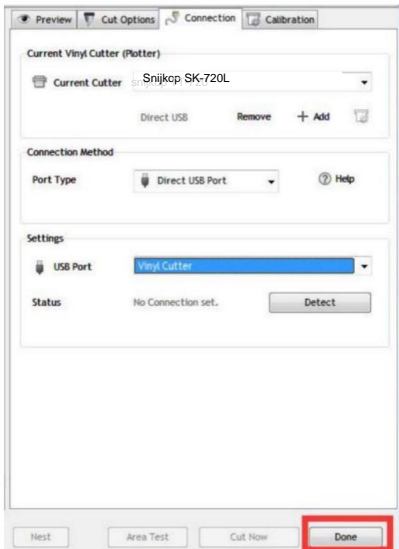 Preview Cut Options Connection Calibration
Current Vinyl Cutter (Plotter)
Current Cutter Snijkop SK-720L
Direct USB Remove + Add
Connection Method
Port Type Direct USB Port Help
Settings
USB Port Vinyl Cutter
Status No Connection set. Detect
Nest Area Test Cut Now Done